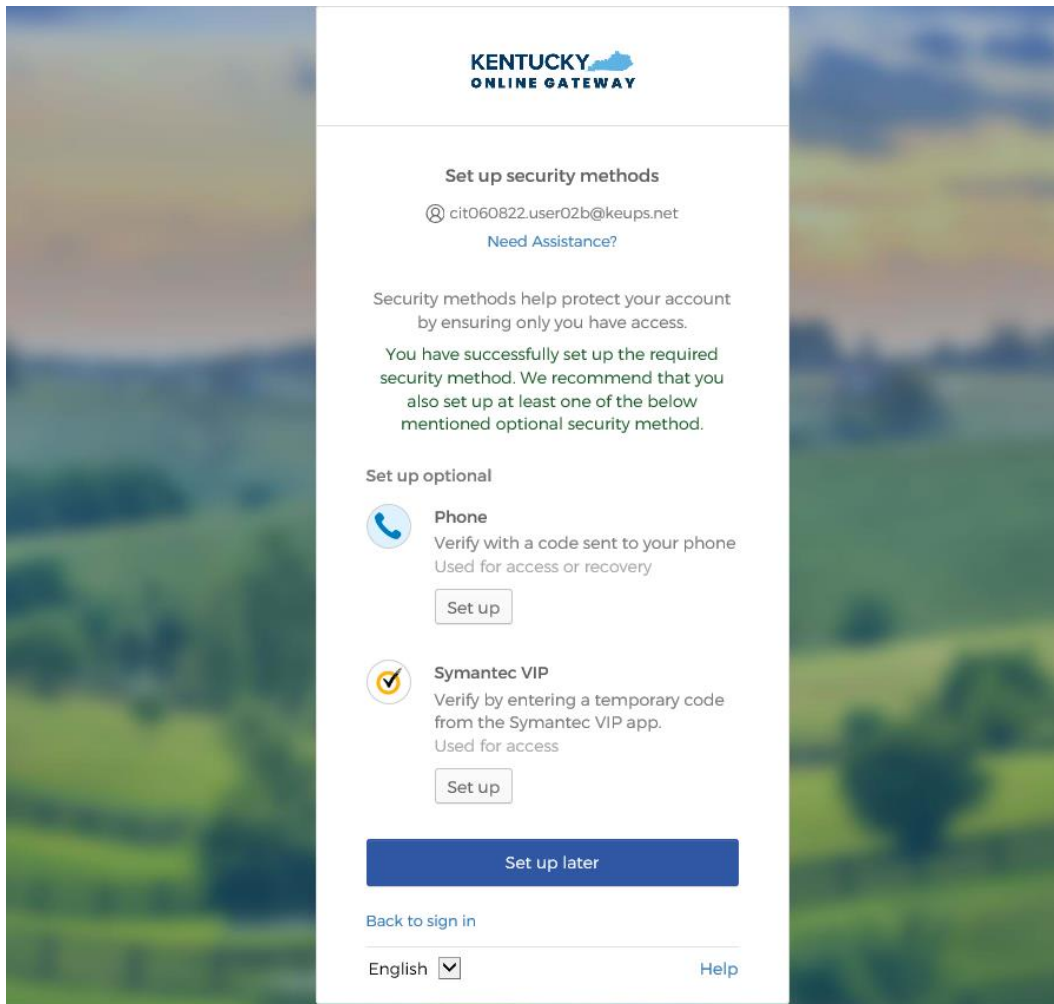 KENTUCKY
ONLINE GATEWAY
Set up security methods
cit060822.user02b@keups.net
Need Assistance?
Security methods help protect your account
by ensuring only you have access.
You have successfully set up the required
security method. We recommend that you
also set up at least one of the below
mentioned optional security method.
Set up optional
Phone
Verify with a code sent to your phone
Used for access or recovery
Set up
Symantec VIP
Verify by entering a temporary code
from the Symantec VIP app.
Used for access
Set up
Set up later
Back to sign in
English
Help